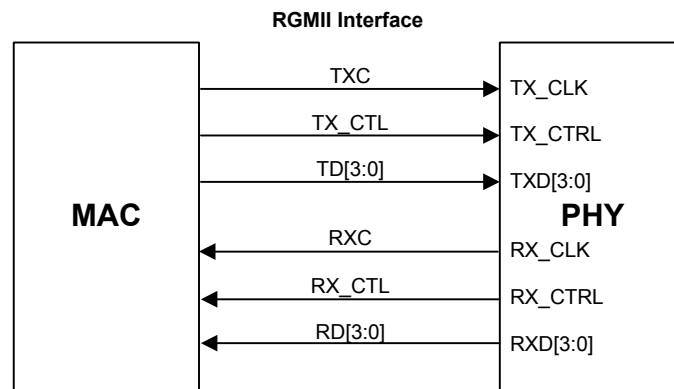 RGMII Interface
TXC
TX_CLK
TX_CTL
TX_CTRL
TD[3:0]
TXD[3:0]
MAC
PHY
RXC
RX_CLK
RX_CTL
RX_CTRL
RD[3:0]
RXD[3:0]